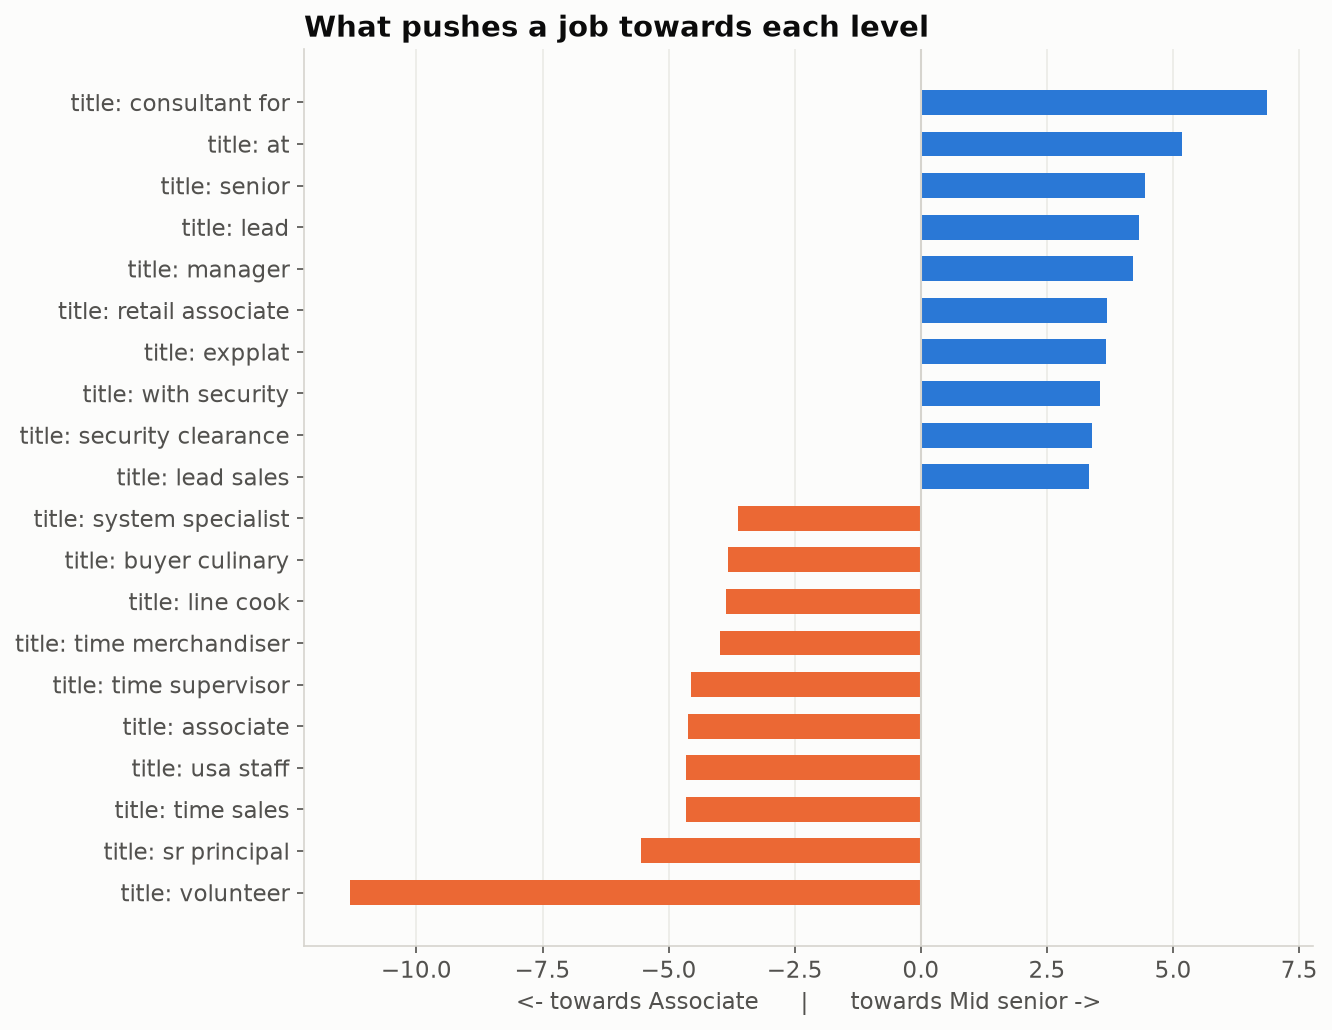 What pushes a job towards each level
title: consultant for
title: at
title: senior
title: lead
title: manager
title: retail associate
title: expplat
title: with security
title: security clearance
title: lead sales
title: system specialist
title: buyer culinary
title: line cook
title: time merchandiser
title: time supervisor
title: associate
title: usa staff
title: time sales
title: sr principal
title: volunteer
−10.0 −7.5 −5.0 −2.5 0.0 2.5 5.0 7.5
<- towards Associate | towards Mid senior ->